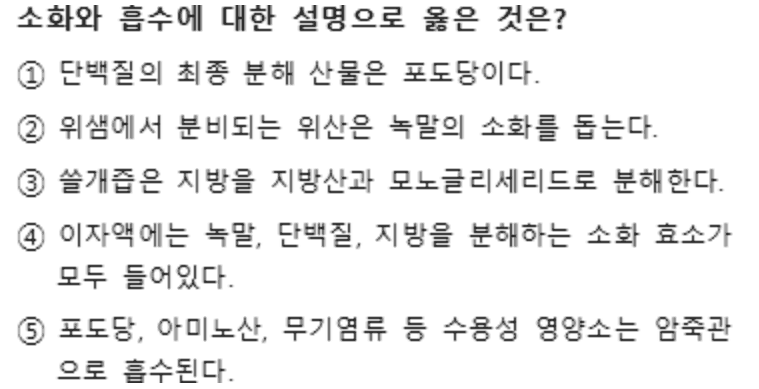 소화와 흡수에 대한 설명으로 옳은 것은?
① 단백질의 최종 분해 산물은 포도당이다.
② 위샘에서 분비되는 위산은 녹말의 소화를 돕는다.
③ 쓸개즙은 지방을 지방산과 모노글리세리드로 분해한다.
④ 이자액에는 녹말, 단백질, 지방을 분해하는 소화 효소가
모두 들어있다.
⑤ 포도당, 아미노산, 무기염류 등 수용성 영양소는 암죽관
으로 흡수된다.